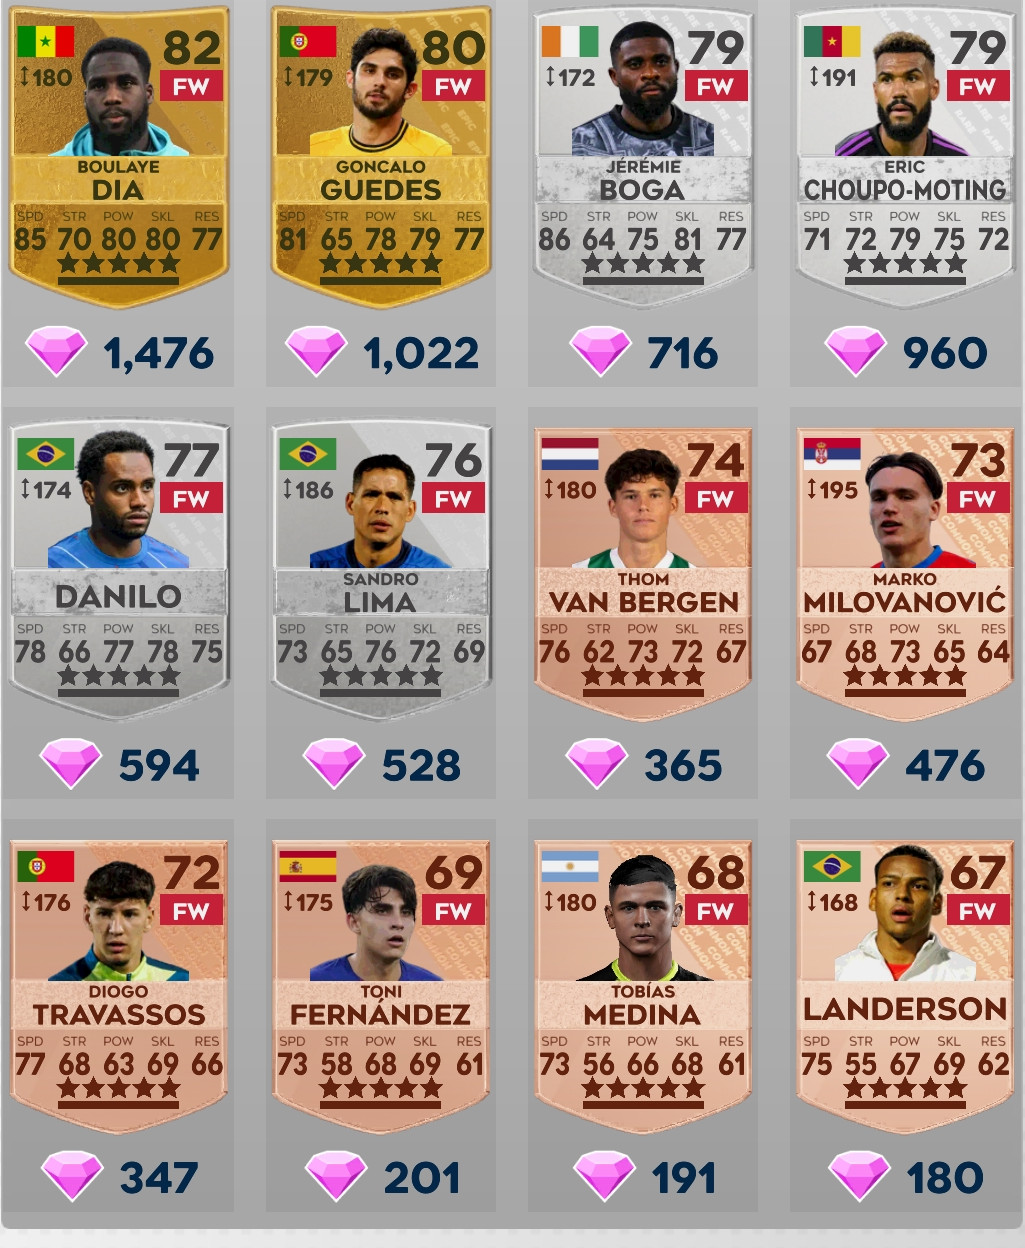 82
↕180
FW
BOULAYE
DIA
SPD STR POW SKL RES
85 70 80 80 77
1,476
80
↕179
FW
EPIC
GONCALO
GUEDES
SPD STR POW SKL RES
81 65 78 79 77
1,022
79
↕172
FW
RARE
JÉRÉMIE
BOGA
SPD STR POW SKL RES
86 64 75 81 77
716
79
↕191
FW
RARE
ERIC
CHOUPO-MOTING
SPD STR POW SKL RES
71 72 79 75 72
960
77
↕174
FW
RARE
DANILO
SPD STR POW SKL RES
78 66 77 78 75
594
76
↕186
FW
SANDRO
LIMA
SPD STR POW SKL RES
73 65 76 72 69
528
74
↕180
FW
COMMON
THOM
VAN BERGEN
SPD STR POW SKL RES
76 62 73 72 67
365
73
↕195
FW
COMMON
MARKO
MILOVANOVIĆ
SPD STR POW SKL RES
67 68 73 65 64
476
72
↕176
FW
DIOGO
TRAVASSOS
SPD STR POW SKL RES
77 68 63 69 66
347
69
↕175
FW
COMMON
TONI
FERNÁNDEZ
SPD STR POW SKL RES
73 58 68 69 61
201
68
↕180
FW
COMMON
TOBÍAS
MEDINA
SPD STR POW SKL RES
73 56 66 68 61
191
67
↕168
FW
COMMON
LANDERSON
SPD STR POW SKL RES
75 55 67 69 62
180